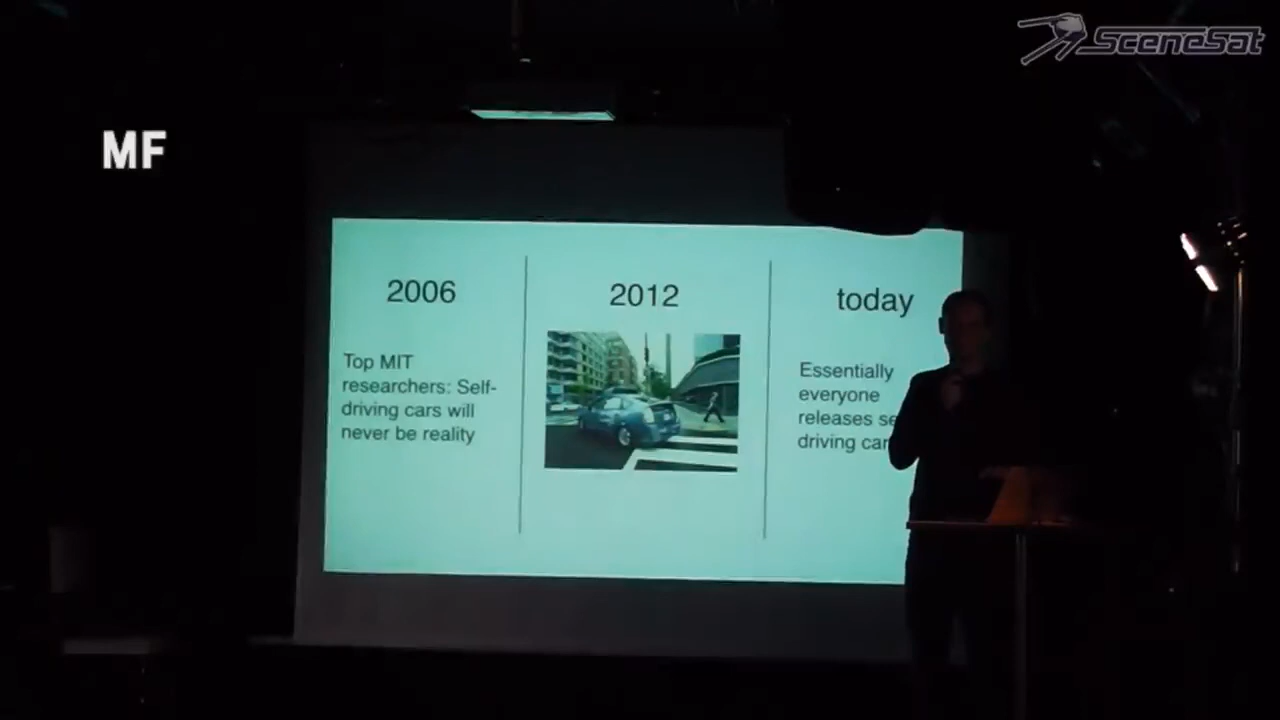 SceneSat
MF
2006
Top MIT
researchers: Self-
driving cars will
never be reality
2012
today
Essentially
everyone
releases
driving